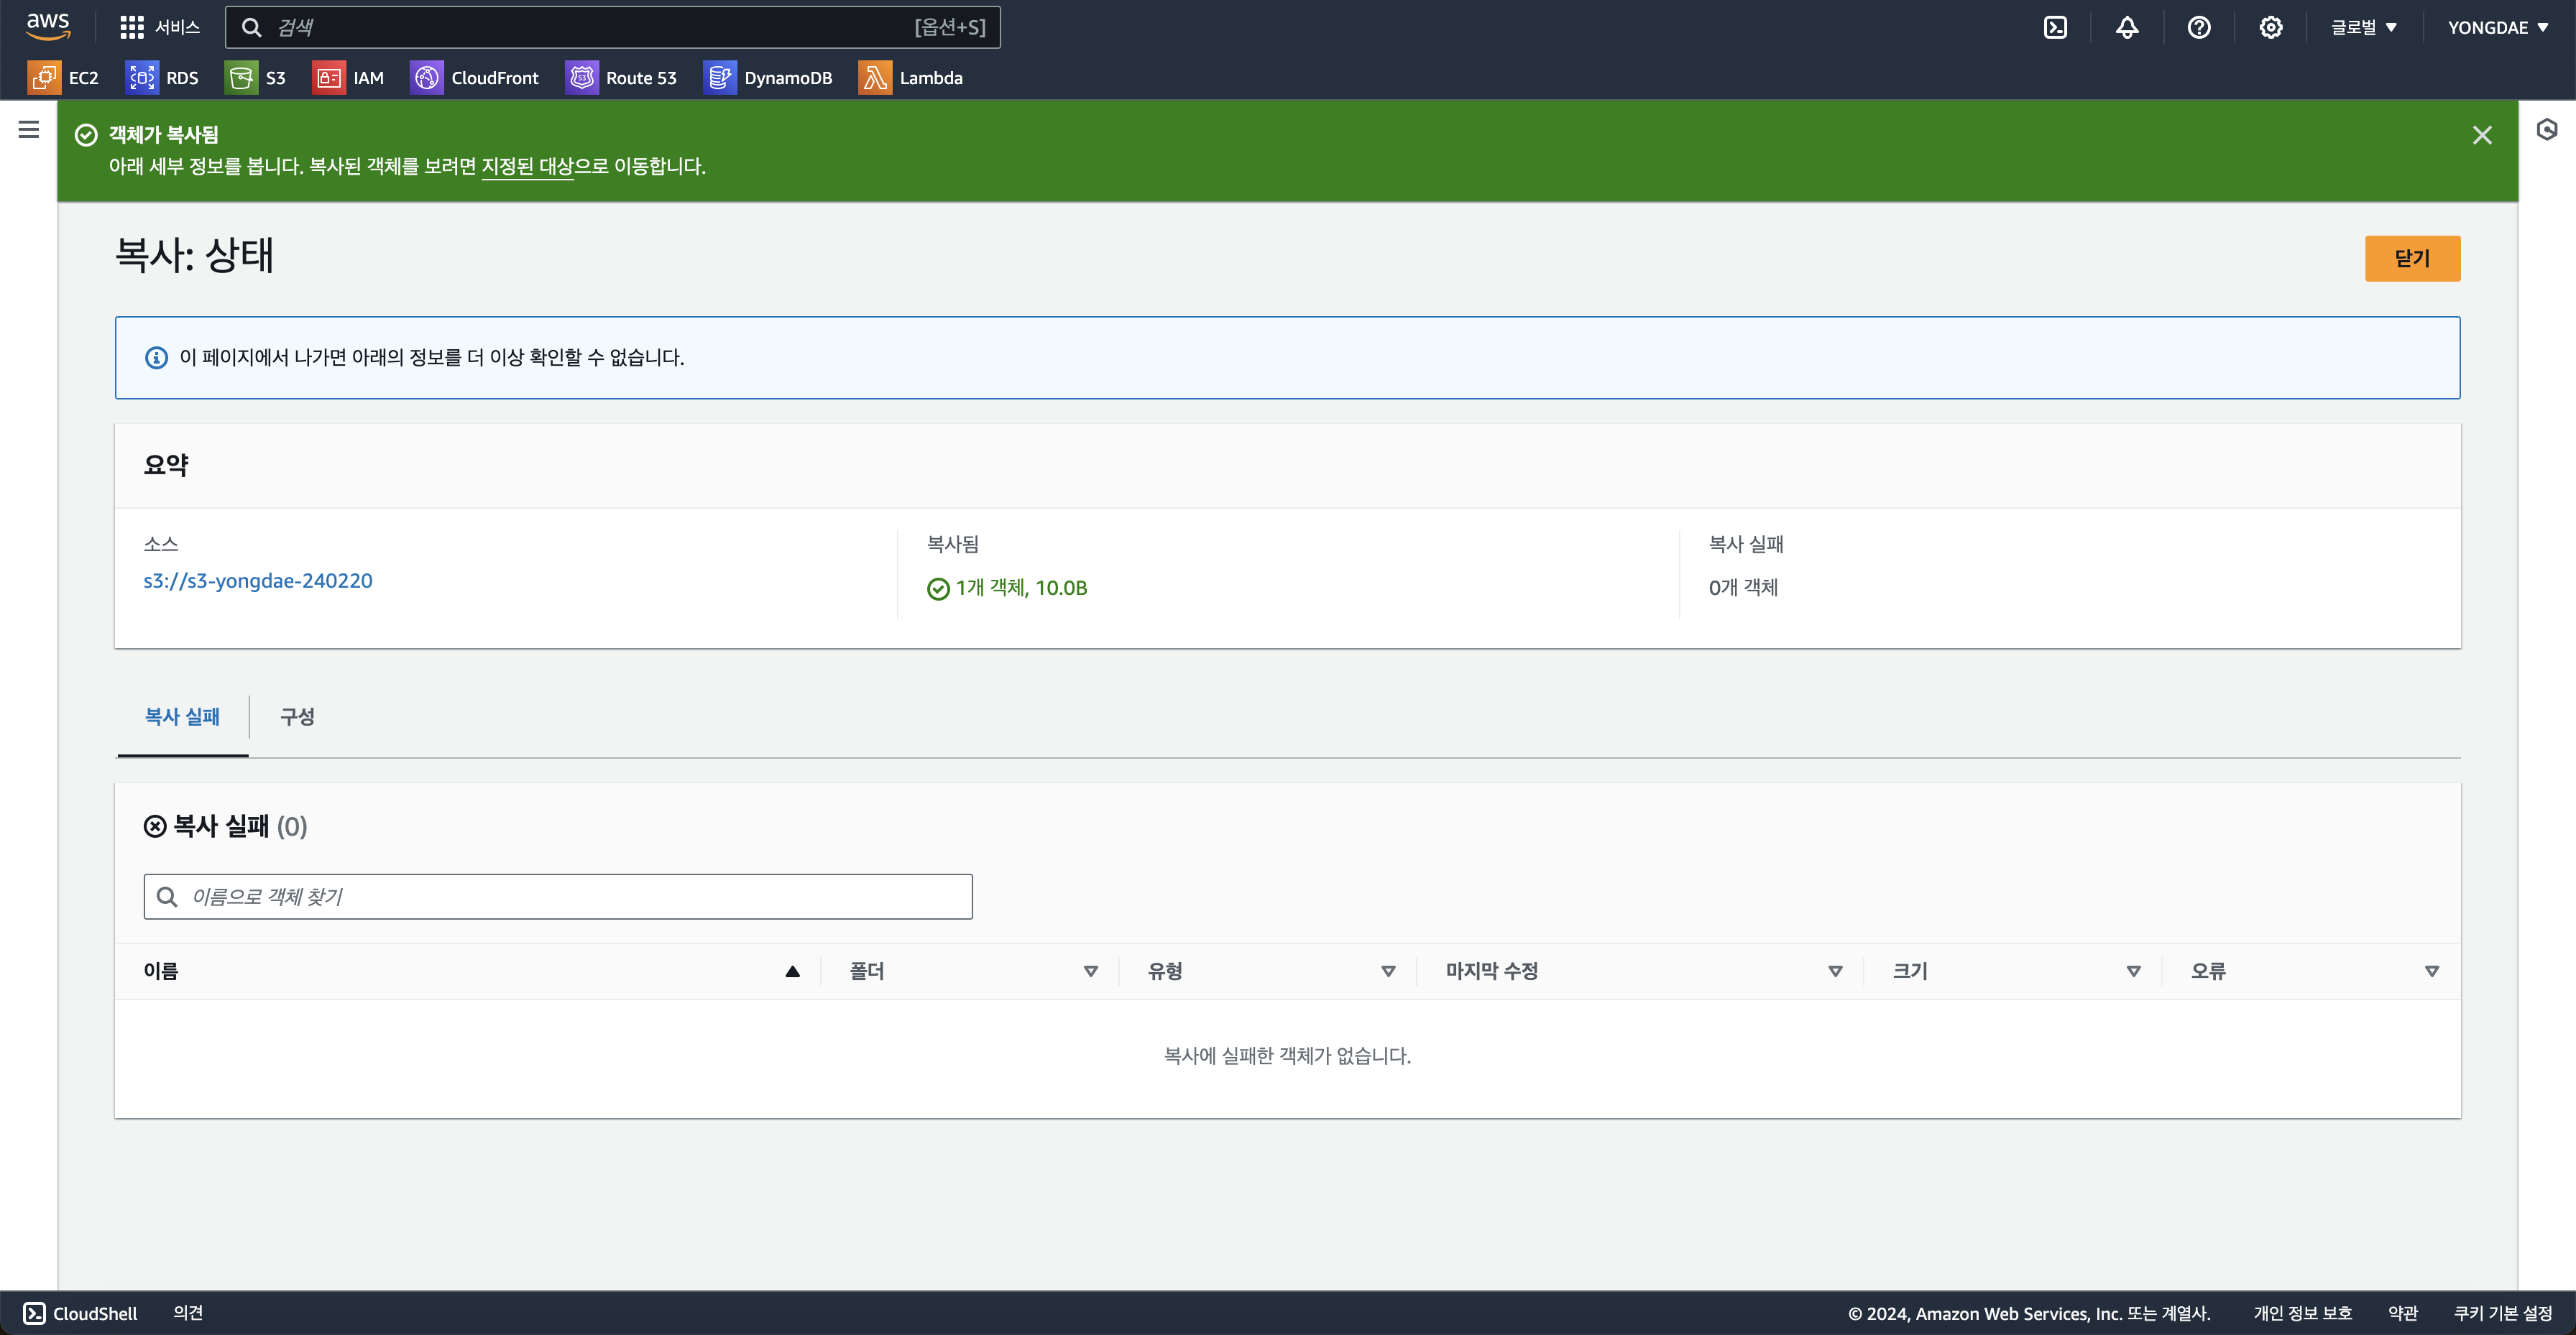 aws
서비스
검색
[옵션+S]
글로벌
YONGDAE
EC2
RDS
S3
IAM
CloudFront
Route 53
DynamoDB
Lambda
객체가 복사됨
아래 세부 정보를 봅니다. 복사된 객체를 보려면 지정된 대상으로 이동합니다.
복사: 상태
닫기
이 페이지에서 나가면 아래의 정보를 더 이상 확인할 수 없습니다.
요약
소스
s3://s3-yongdae-240220
복사됨
1개 객체, 10.0B
복사 실패
0개 객체
복사 실패
구성
복사 실패 (0)
이름으로 객체 찾기
이름
폴더
유형
마지막 수정
크기
오류
복사에 실패한 객체가 없습니다.
CloudShell
의견
© 2024, Amazon Web Services, Inc. 또는 계열사.
개인 정보 보호
약관
쿠키 기본 설정